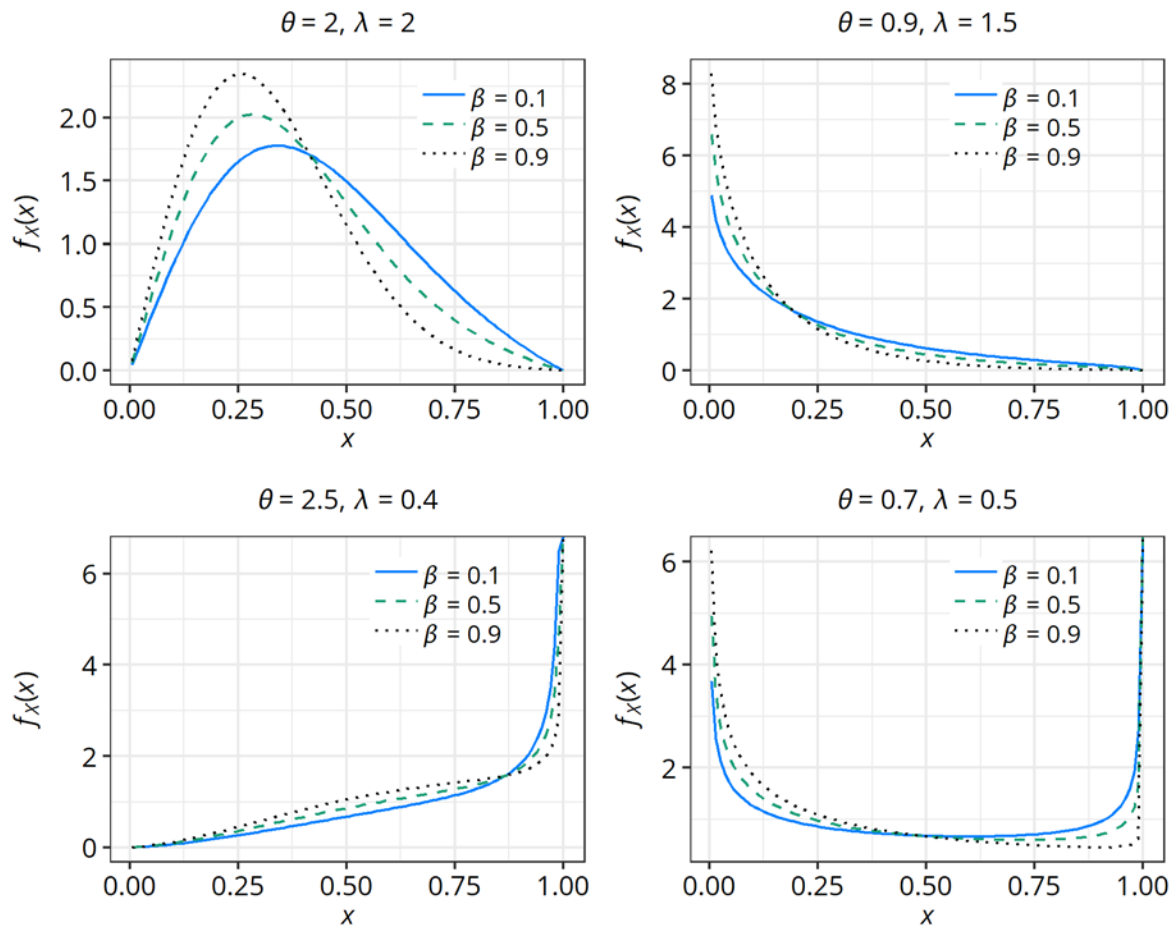 θ = 2, λ = 2
f_X(x)
2.0
1.5
1.0
0.5
0.0
β = 0.1
β = 0.5
β = 0.9
0.00 0.25 0.50 0.75 1.00
x
θ = 0.9, λ = 1.5
f_X(x)
8
6
4
2
0
β = 0.1
β = 0.5
β = 0.9
0.00 0.25 0.50 0.75 1.00
x
θ = 2.5, λ = 0.4
f_X(x)
6
4
2
0
β = 0.1
β = 0.5
β = 0.9
0.00 0.25 0.50 0.75 1.00
x
θ = 0.7, λ = 0.5
f_X(x)
6
4
2
β = 0.1
β = 0.5
β = 0.9
0.00 0.25 0.50 0.75 1.00
x